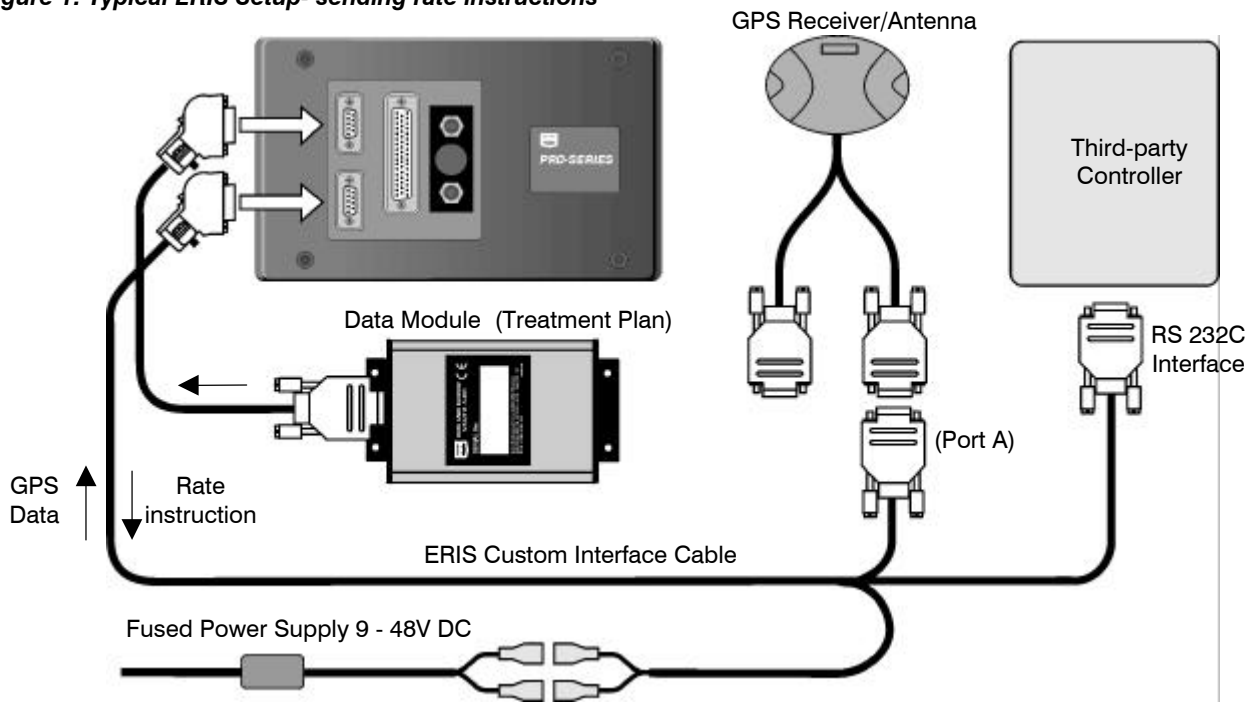 Figure 1: Typical ERIS Setup- sending rate instructions
GPS Receiver/Antenna
PRO-SERIES
Third-party
Controller
Data Module (Treatment Plan)
RS 232C
Interface
(Port A)
GPS
Data
Rate
instruction
ERIS Custom Interface Cable
Fused Power Supply 9 - 48V DC